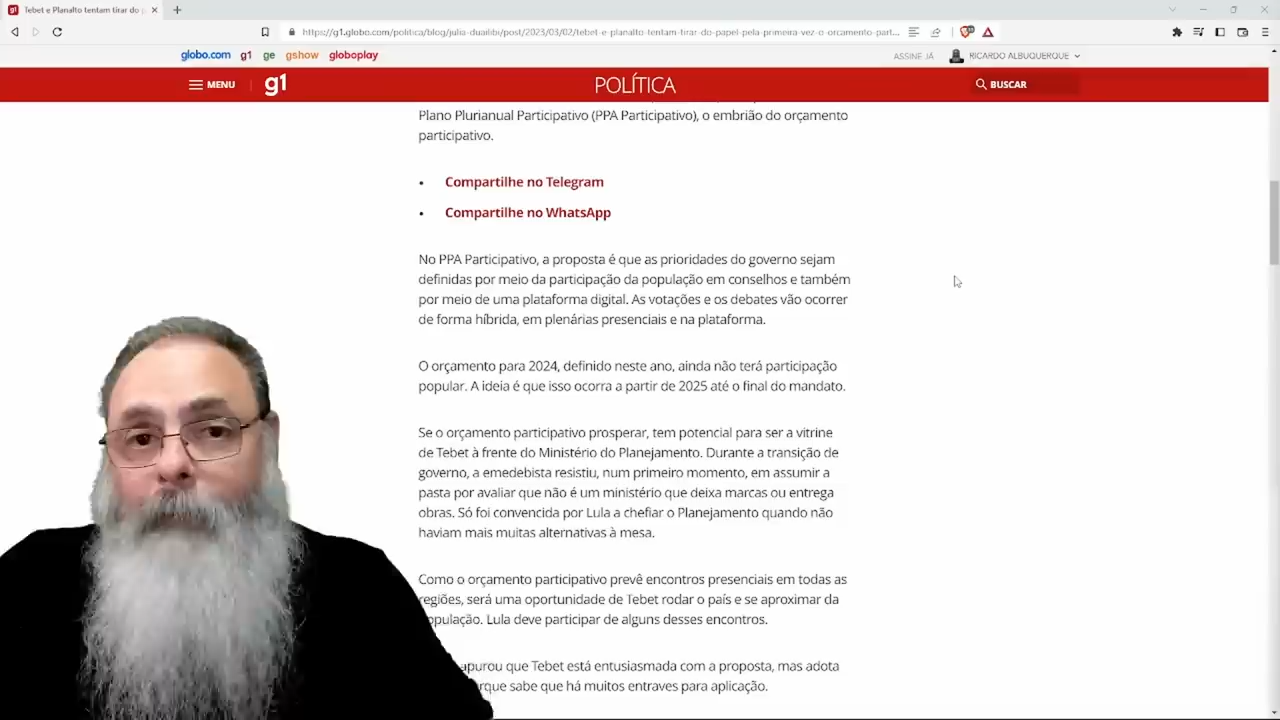 Tebet e Planalto tentam tirar do p
https://g1.globo.com/politica/blog/julia-duailibi/post/2023/03/02/tebet-e-planalto-tentam-tirar-do-papel-pela-primeira-vez-o-orcamento-part...
globo.com g1 ge gshow globoplay ASSINE JÁ RICARDO ALBUQUERQUE
MENU g1 POLÍTICA BUSCAR
Plano Plurianual Participativo (PPA Participativo), o embrião do orçamento
participativo.
• Compartilhe no Telegram
• Compartilhe no WhatsApp
No PPA Participativo, a proposta é que as prioridades do governo sejam
definidas por meio da participação da população em conselhos e também
por meio de uma plataforma digital. As votações e os debates vão ocorrer
de forma híbrida, em plenárias presenciais e na plataforma.
O orçamento para 2024, definido neste ano, ainda não terá participação
popular. A ideia é que isso ocorra a partir de 2025 até o final do mandato.
Se o orçamento participativo prosperar, tem potencial para ser a vitrine
de Tebet à frente do Ministério do Planejamento. Durante a transição de
governo, a emedebista resistiu, num primeiro momento, em assumir a
pasta por avaliar que não é um ministério que deixa marcas ou entrega
obras. Só foi convencida por Lula a chefiar o Planejamento quando não
haviam mais muitas alternativas à mesa.
Como o orçamento participativo prevê encontros presenciais em todas as
regiões, será uma oportunidade de Tebet rodar o país e se aproximar da
opulação. Lula deve participar de alguns desses encontros.
apurou que Tebet está entusiasmada com a proposta, mas adota
rque sabe que há muitos entraves para aplicação.